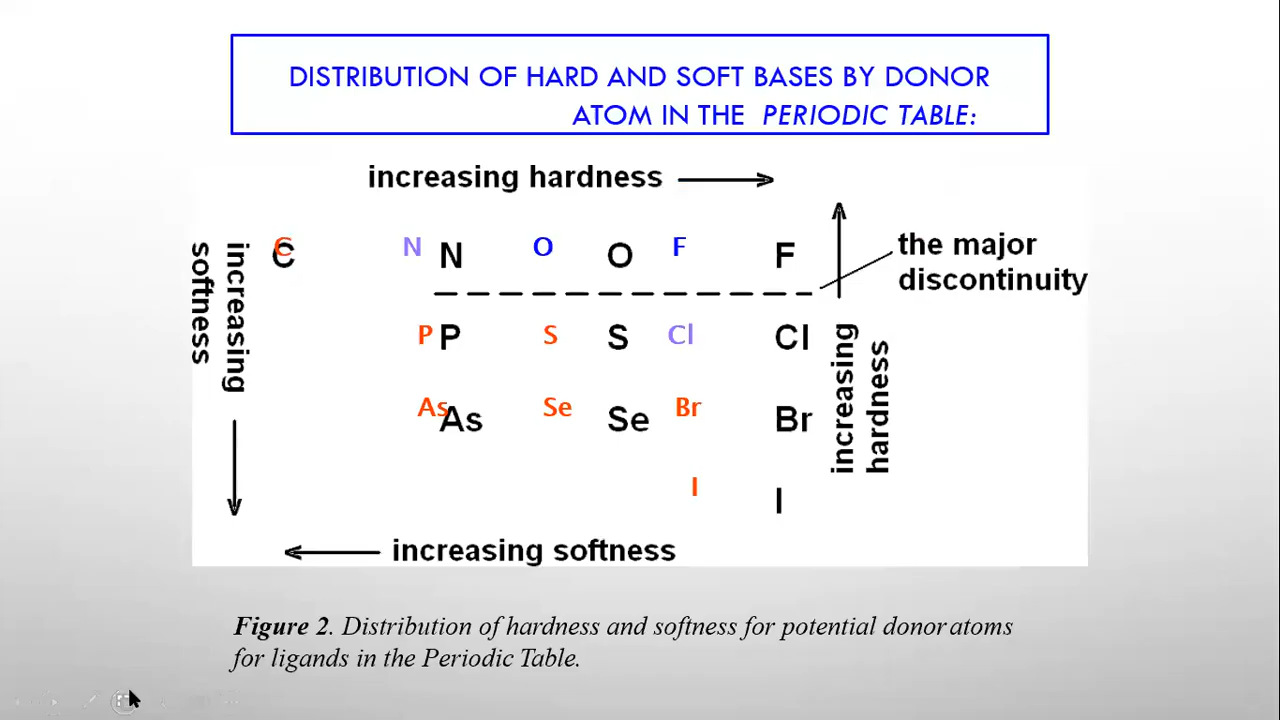 DISTRIBUTION OF HARD AND SOFT BASES BY DONOR
ATOM IN THE PERIODIC TABLE:
increasing hardness
increasing
softness
C C N N O O F F
the major
discontinuity
P P S S Cl Cl
As As Se Se Br Br
I I
increasing
hardness
increasing softness
Figure 2. Distribution of hardness and softness for potential donor atoms
for ligands in the Periodic Table.